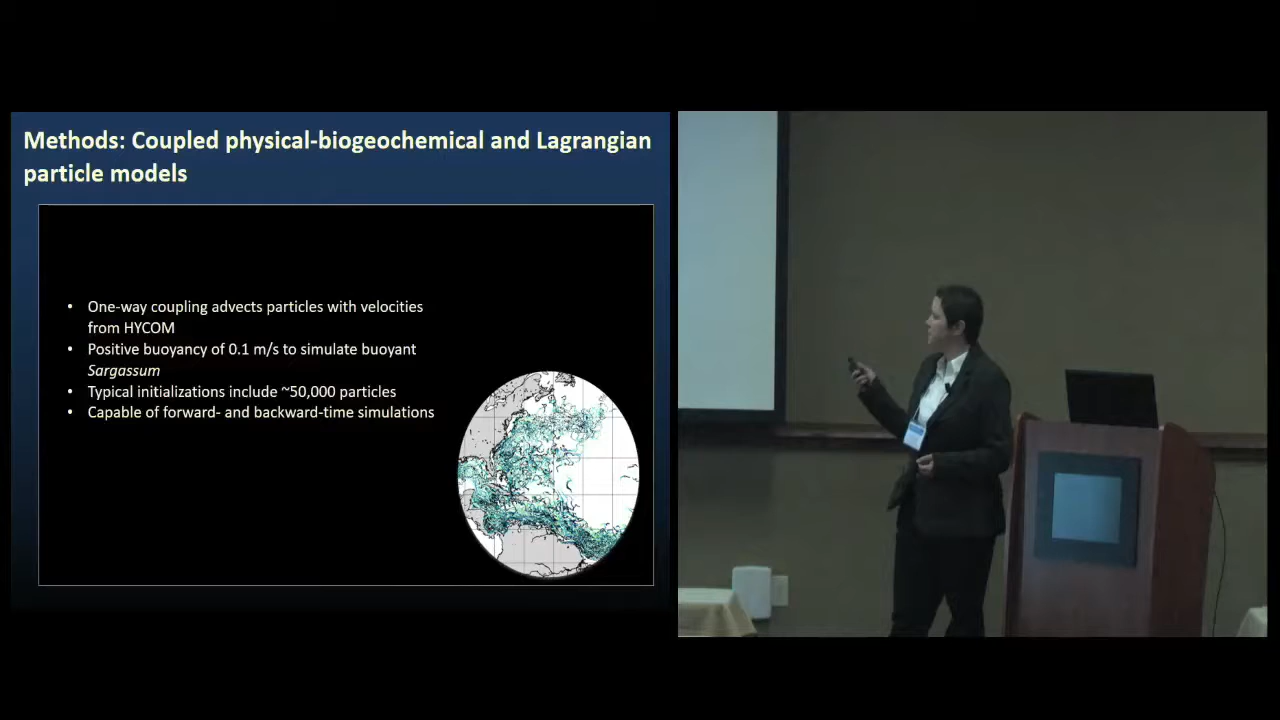 Methods: Coupled physical-biogeochemical and Lagrangian
particle models
• One-way coupling advects particles with velocities
from HYCOM
• Positive buoyancy of 0.1 m/s to simulate buoyant
Sargassum
• Typical initializations include ~50,000 particles
• Capable of forward- and backward-time simulations